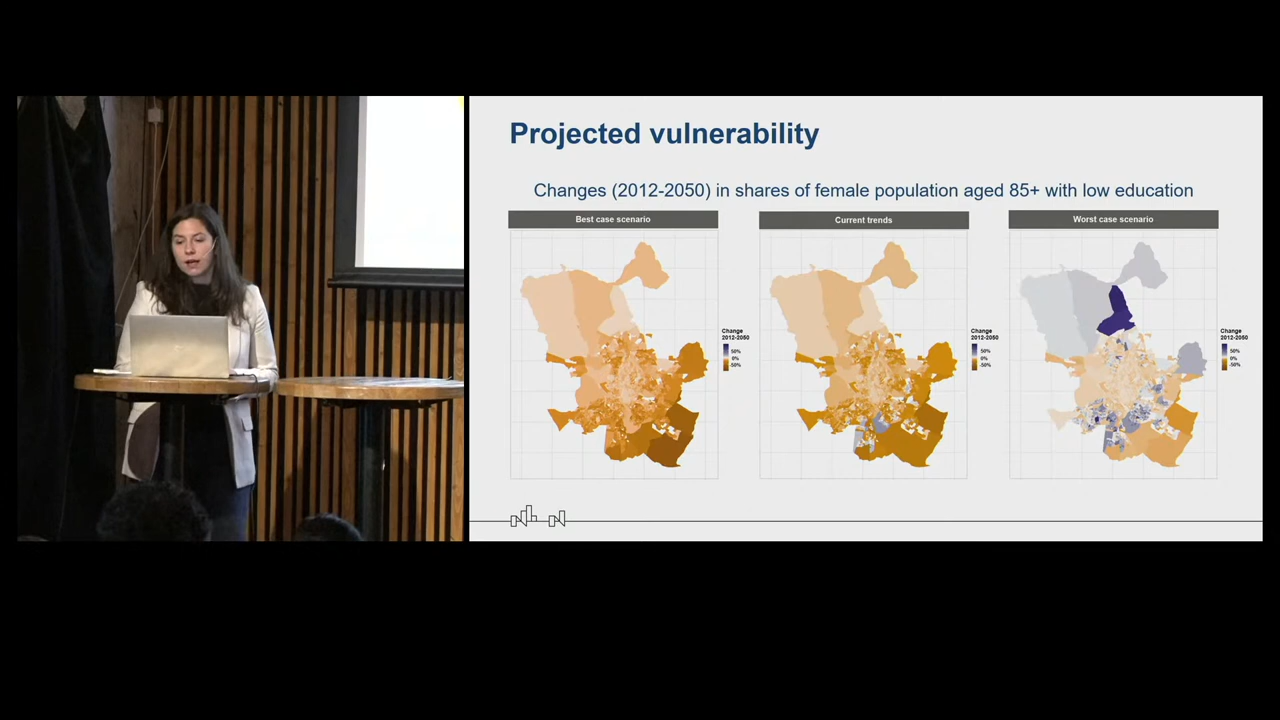 Projected vulnerability
Changes (2012-2050) in shares of female population aged 85+ with low education
Best case scenario
Current trends
Worst case scenario
Change
2012-2050
50%
0%
-50%
Change
2012-2050
50%
0%
-50%
Change
2012-2050
50%
0%
-50%